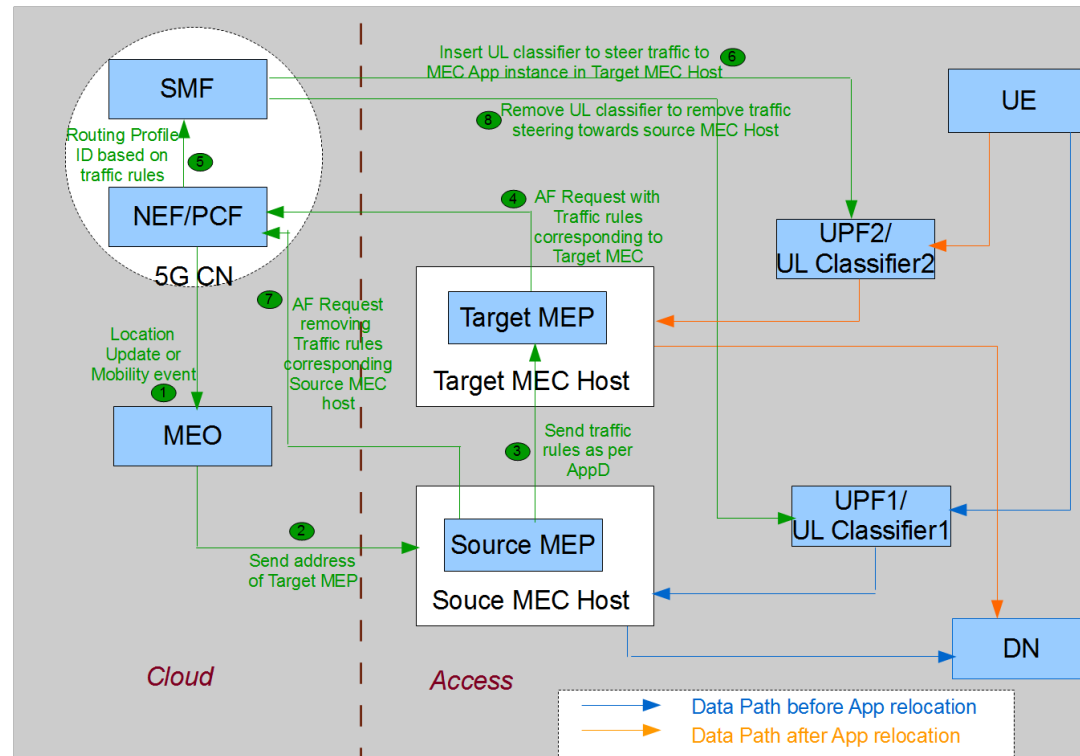 Insert UL classifier to steer traffic to
MEC App instance in Target MEC Host
6
SMF
UE
Remove UL classifier to remove traffic
steering towards source MEC Host
8
Routing Profile
ID based on
traffic rules
5
NEF/PCF
5G CN
4
AF Request with
Traffic rules
corresponding to
Target MEC
UPF2/
UL Classifier2
7
AF Request
removing
Traffic rules
corresponding
Source MEC
host
Target MEP
Target MEC Host
Location
Update or
Mobility event
1
MEO
3
Send traffic
rules as per
AppD
UPF1/
UL Classifier1
2
Send address
of Target MEP
Source MEP
Souce MEC Host
DN
Cloud
Access
Data Path before App relocation
Data Path after App relocation